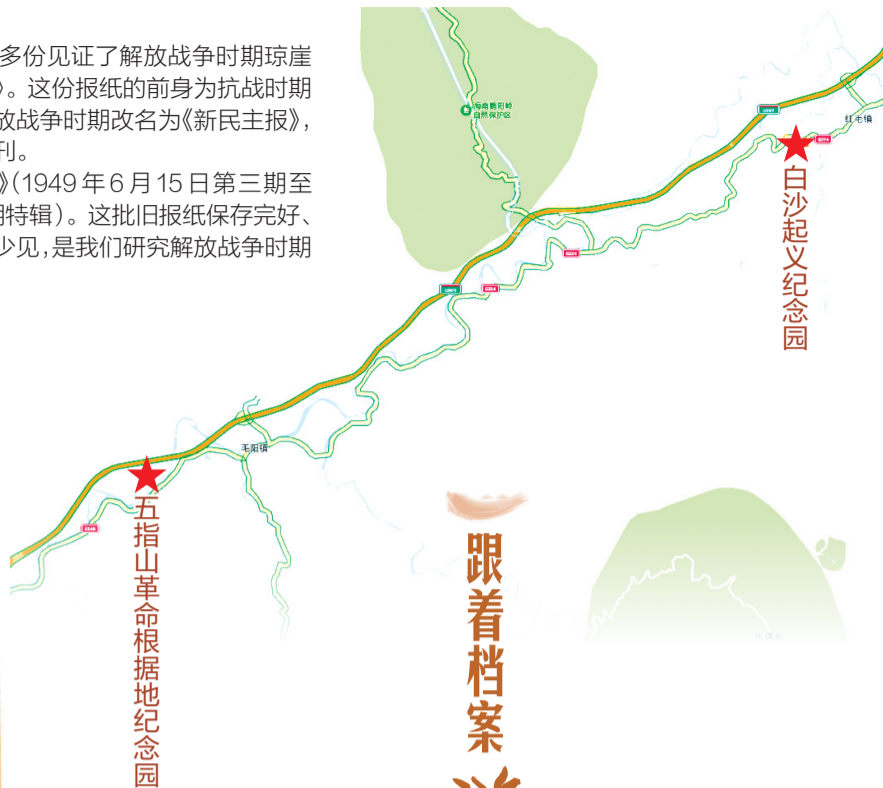 多份见证了解放战争时期琼崖
》。这份报纸的前身为抗战时期
放战争时期改名为《新民主报》，
刊。
》（1949年6月15日第三期至
期特辑）。这批旧报纸保存完好、
少见，是我们研究解放战争时期
海南鹦哥岭
自然保护区
红毛镇
白沙起义纪念园
毛阳镇
五指山革命根据地纪念园
跟着档案